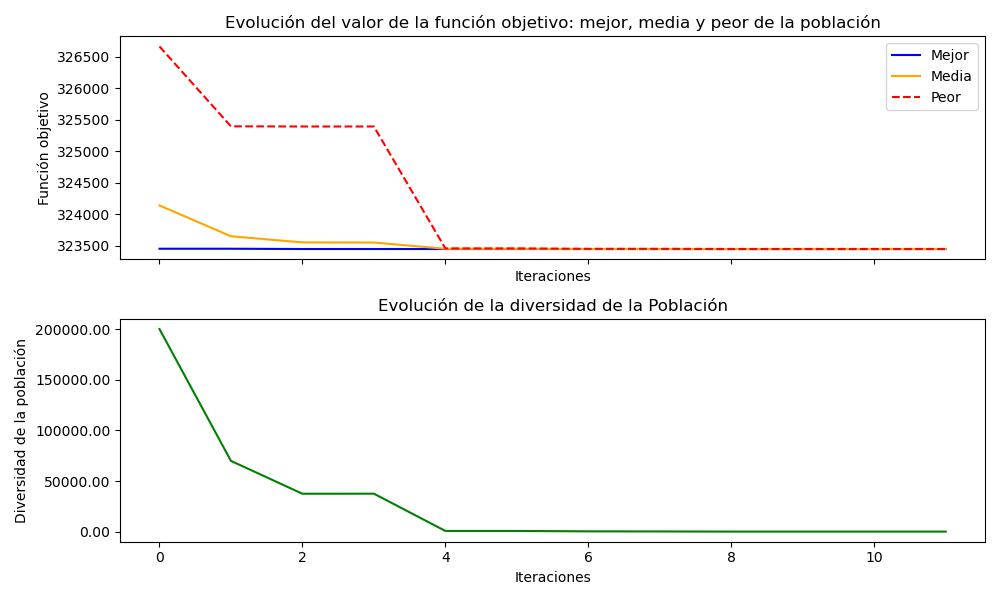 Evolución del valor de la función objetivo: mejor, media y peor de la población
326500
326000
325500
325000
324500
324000
323500
Función objetivo
Mejor
Media
Peor
Iteraciones
Evolución de la diversidad de la Población
200000.00
150000.00
100000.00
50000.00
0.00
Diversidad de la población
0 2 4 6 8 10
Iteraciones